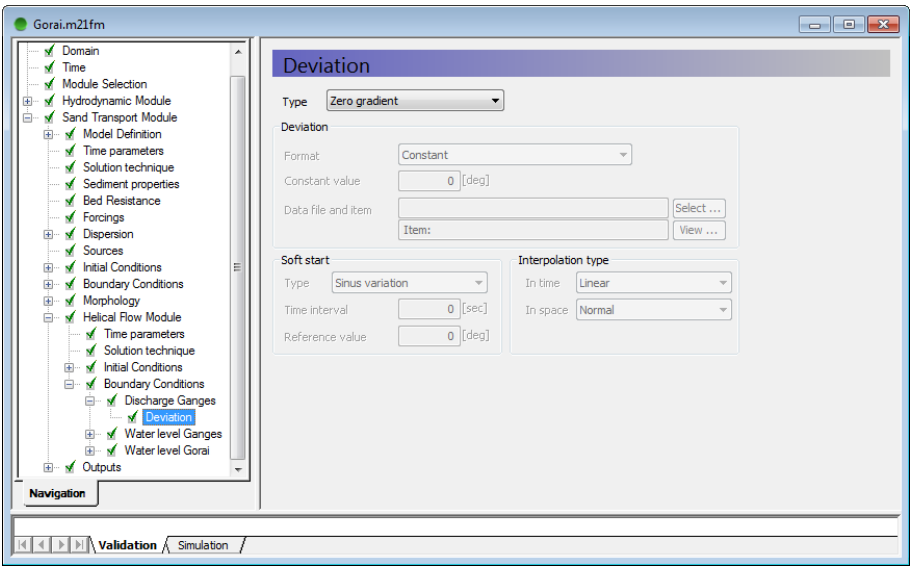 Gorai.m21fm
Domain
Time
Module Selection
Hydrodynamic Module
Sand Transport Module
Model Definition
Time parameters
Solution technique
Sediment properties
Bed Resistance
Forcings
Dispersion
Sources
Initial Conditions
Boundary Conditions
Morphology
Helical Flow Module
Time parameters
Solution technique
Initial Conditions
Boundary Conditions
Discharge Ganges
Deviation
Water level Ganges
Water level Gorai
Outputs
Navigation
Deviation
Type Zero gradient
Deviation
Format Constant
Constant value 0 [deg]
Data file and item Select ...
Item: View ...
Soft start
Type Sinus variation
Time interval 0 [sec]
Reference value 0 [deg]
Interpolation type
In time Linear
In space Normal
Validation Simulation